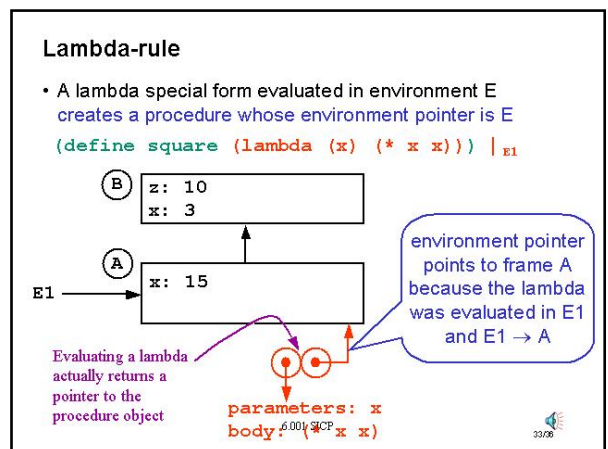 Lambda-rule
• A lambda special form evaluated in environment E
creates a procedure whose environment pointer is E
(define square (lambda (x) (* x x))) | E1
B
z: 10
x: 3
A
x: 15
E1
environment pointer
points to frame A
because the lambda
was evaluated in E1
and E1 → A
Evaluating a lambda
actually returns a
pointer to the
procedure object
parameters: x
body: (* x x)
6.001 SICP
33/36